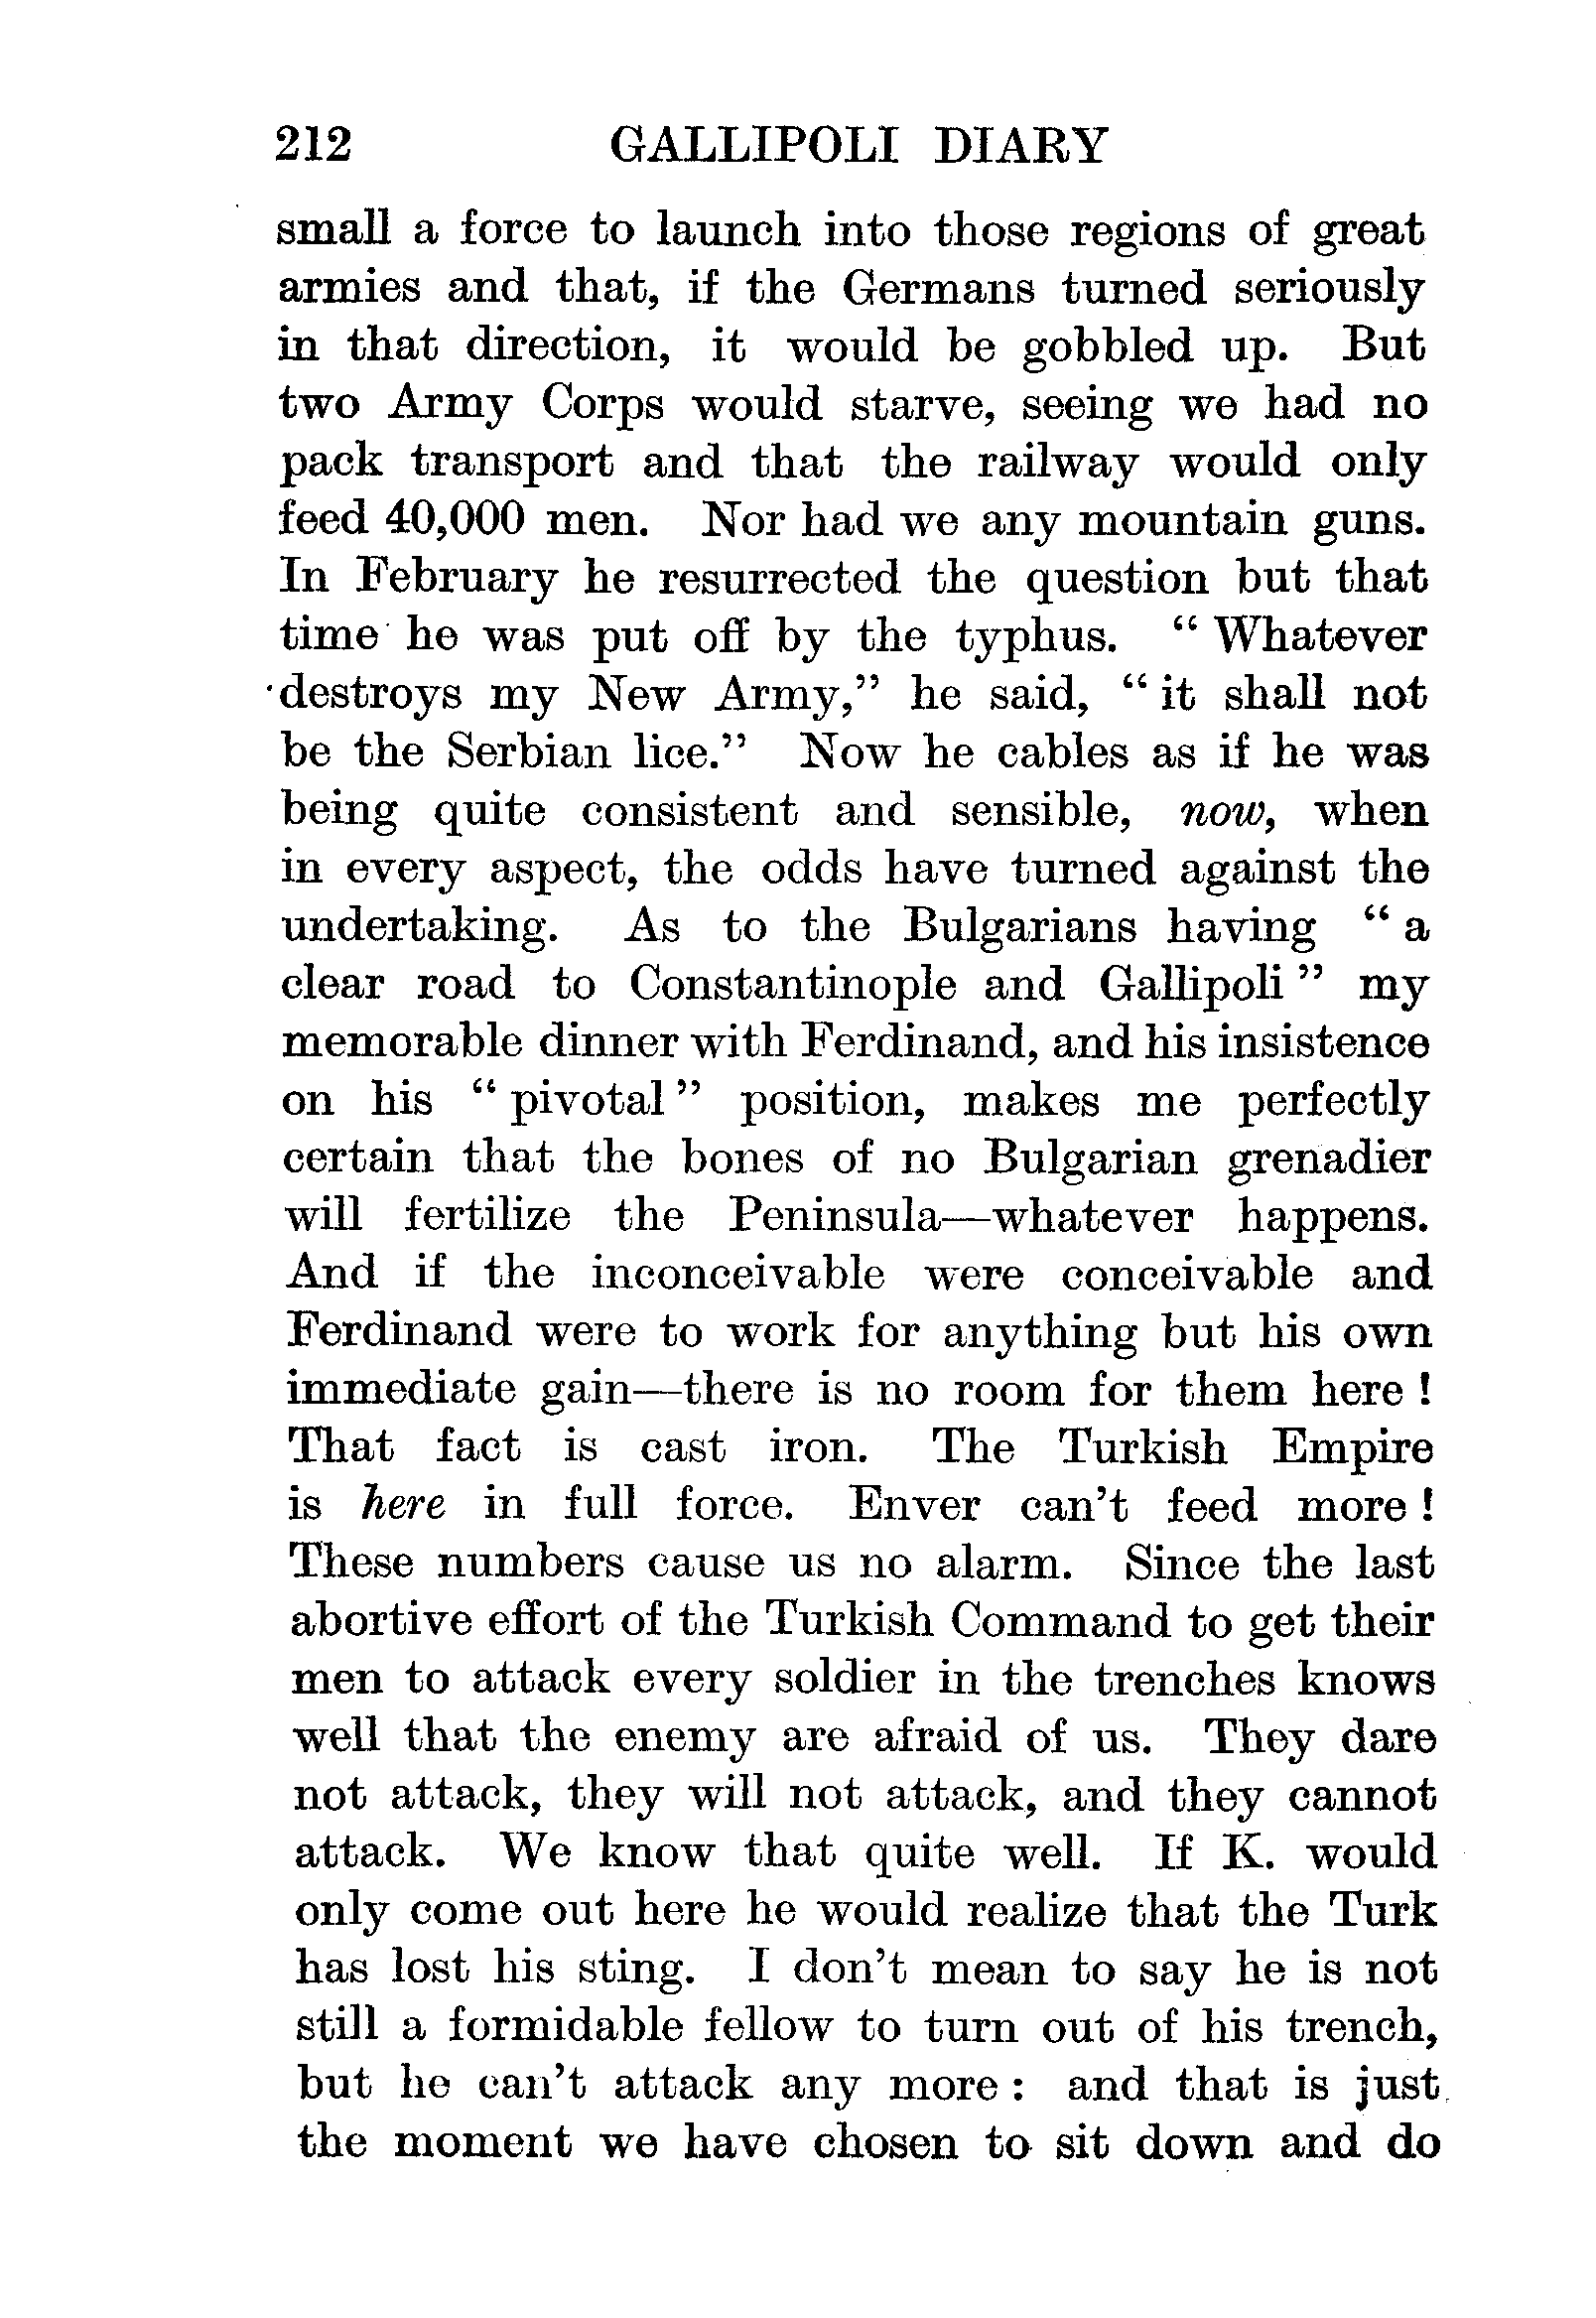 212 GALLIPOLI DIARY
small a force to launch into those regions of great
armies and that, if the Germans turned seriously
in that direction, it would be gobbled up. But
two Army Corps would starve, seeing we had no
pack transport and that the railway would only
feed 40,000 men. Nor had we any mountain guns.
In February he resurrected the question but that
time he was put off by the typhus. “ Whatever
destroys my New Army,” he said, “ it shall not
be the Serbian lice.” Now he cables as if he was
being quite consistent and sensible, now, when
in every aspect, the odds have turned against the
undertaking. As to the Bulgarians having “ a
clear road to Constantinople and Gallipoli ” my
memorable dinner with Ferdinand, and his insistence
on his “ pivotal ” position, makes me perfectly
certain that the bones of no Bulgarian grenadier
will fertilize the Peninsula—whatever happens.
And if the inconceivable were conceivable and
Ferdinand were to work for anything but his own
immediate gain—there is no room for them here !
That fact is cast iron. The Turkish Empire
is here in full force. Enver can’t feed more !
These numbers cause us no alarm. Since the last
abortive effort of the Turkish Command to get their
men to attack every soldier in the trenches knows
well that the enemy are afraid of us. They dare
not attack, they will not attack, and they cannot
attack. We know that quite well. If K. would
only come out here he would realize that the Turk
has lost his sting. I don’t mean to say he is not
still a formidable fellow to turn out of his trench,
but he can’t attack any more : and that is just
the moment we have chosen to sit down and do